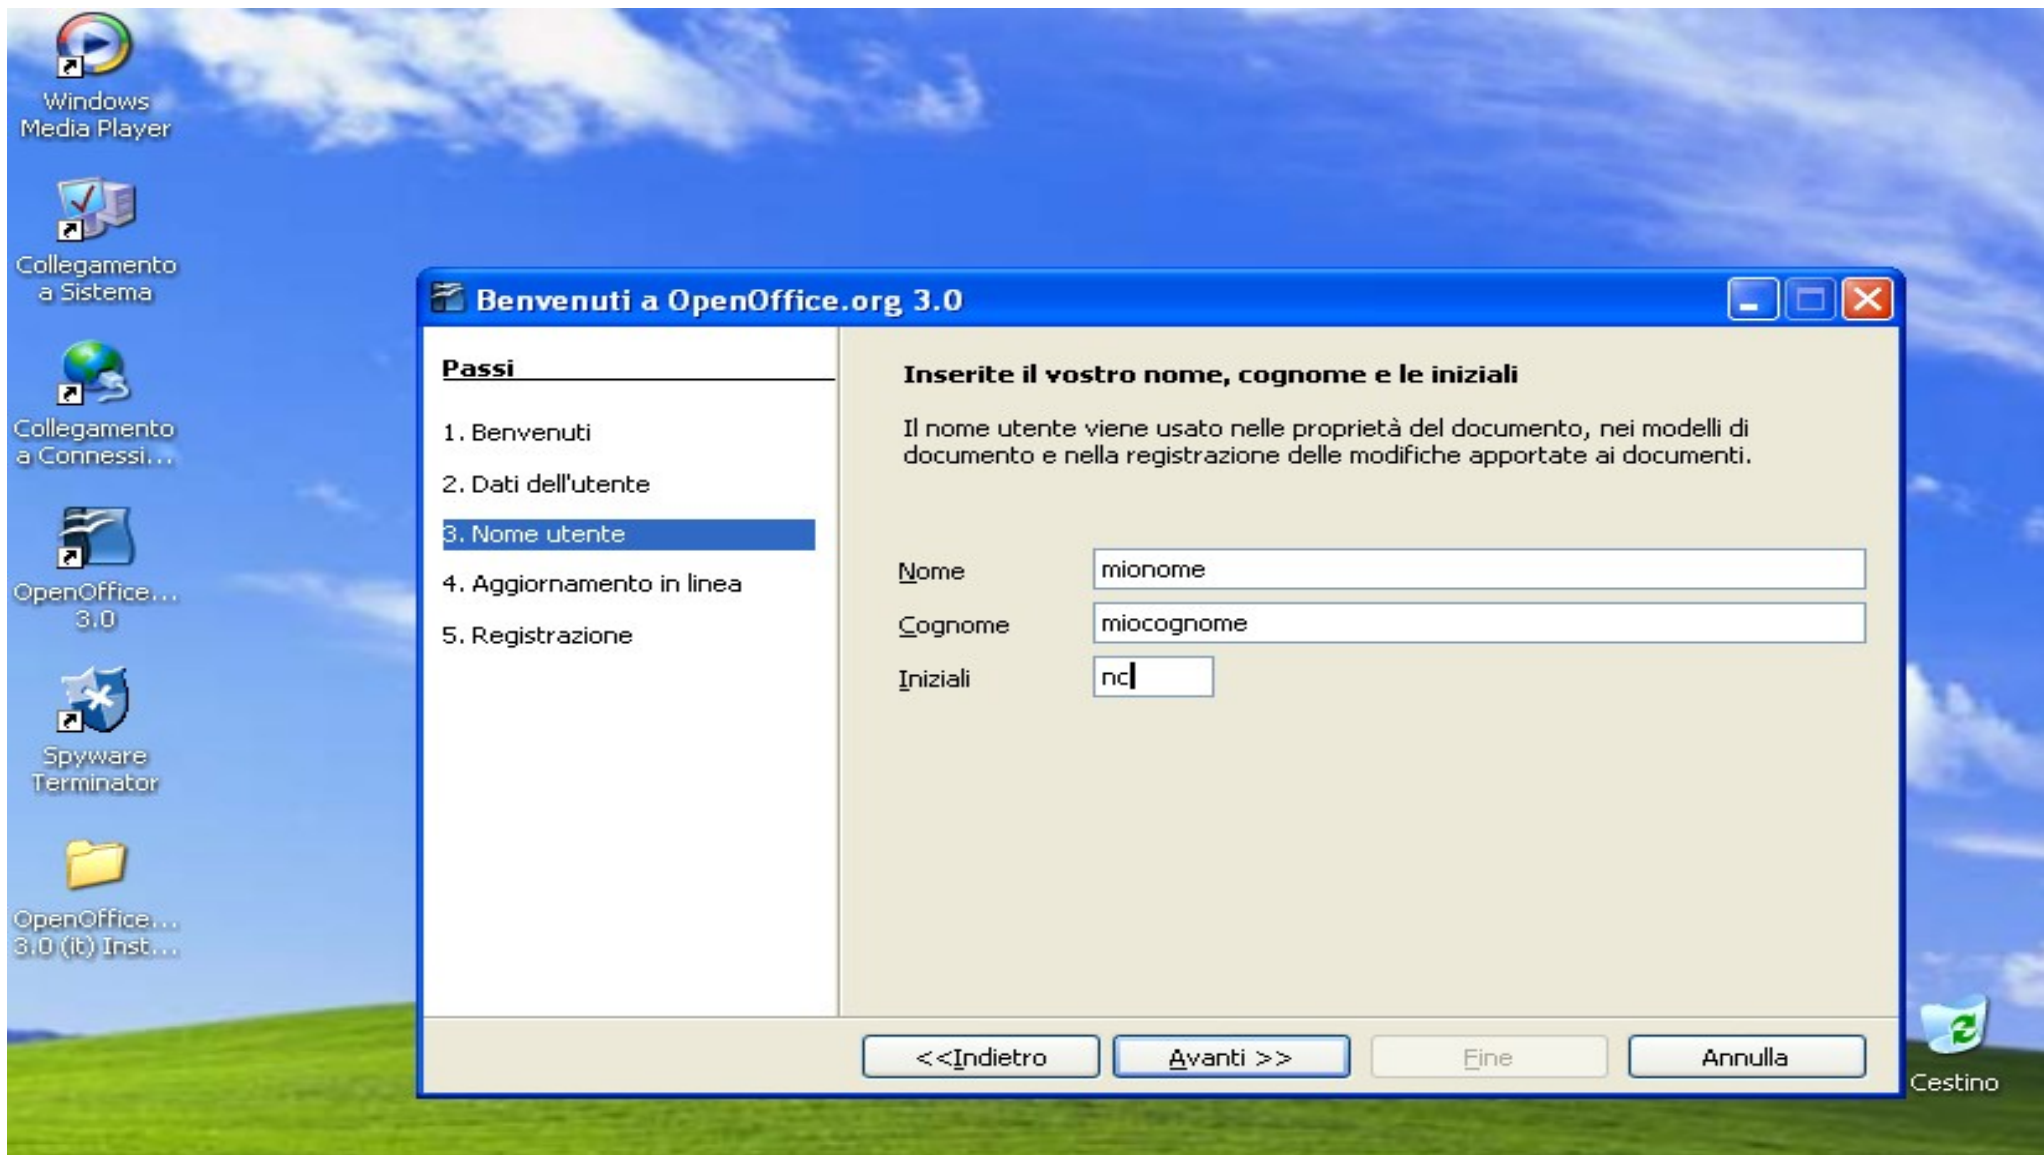 Windows
Media Player
Collegamento
a Sistema
Collegamento
a Connessi...
OpenOffice....
3.0
Spyware
Terminator
OpenOffice....
3.0 (it) Inst...
Benvenuti a OpenOffice.org 3.0
Passi
1. Benvenuti
2. Dati dell'utente
3. Nome utente
4. Aggiornamento in linea
5. Registrazione
Inserite il vostro nome, cognome e le iniziali
Il nome utente viene usato nelle proprietà del documento, nei modelli di
documento e nella registrazione delle modifiche apportate ai documenti.
Nome mionome
Cognome miocognome
Iniziali nc
<<Indietro Avanti >> Fine Annulla
Cestino